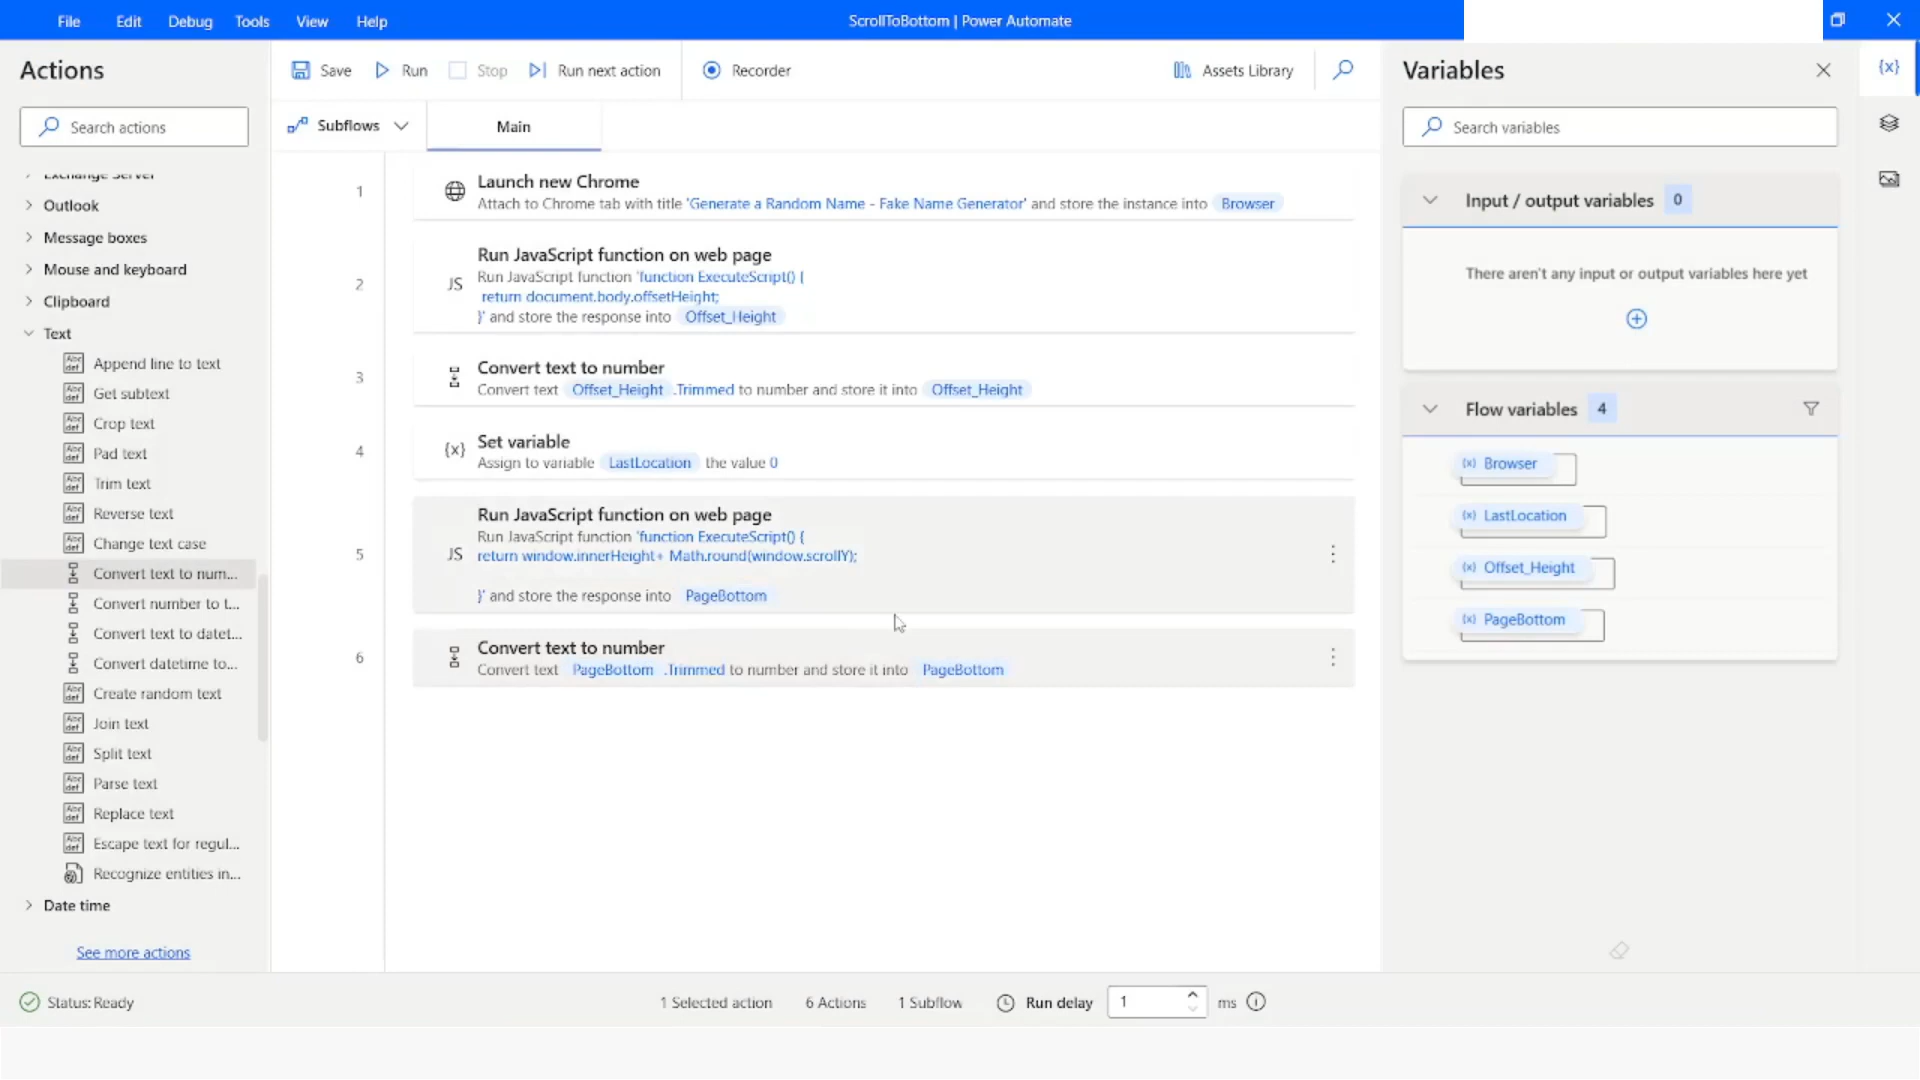 File Edit Debug Tools View Help
ScrollToBottom | Power Automate
Actions
Search actions
Exchange Server
Outlook
Message boxes
Mouse and keyboard
Clipboard
Text
Append line to text
Get subtext
Crop text
Pad text
Trim text
Reverse text
Change text case
Convert text to num...
Convert number to t...
Convert text to datet...
Convert datetime to...
Create random text
Join text
Split text
Parse text
Replace text
Escape text for regul...
Recognize entities in...
Date time
See more actions
Save Run Stop Run next action Recorder Assets Library
Subflows Main
1
Launch new Chrome
Attach to Chrome tab with title 'Generate a Random Name - Fake Name Generator' and store the instance into Browser
2
JS
Run JavaScript function on web page
Run JavaScript function 'function ExecuteScript() {
return document.body.offsetHeight;
}' and store the response into Offset_Height
3
Convert text to number
Convert text Offset_Height .Trimmed to number and store it into Offset_Height
4
{x}
Set variable
Assign to variable LastLocation the value 0
5
JS
Run JavaScript function on web page
Run JavaScript function 'function ExecuteScript() {
return window.innerHeight+ Math.round(window.scrollY);
}' and store the response into PageBottom
6
Convert text to number
Convert text PageBottom .Trimmed to number and store it into PageBottom
Variables
{x}
Search variables
Input / output variables 0
There aren't any input or output variables here yet
Flow variables 4
(x) Browser
(x) LastLocation
(x) Offset_Height
(x) PageBottom
Status: Ready 1 Selected action 6 Actions 1 Subflow Run delay 1 ms